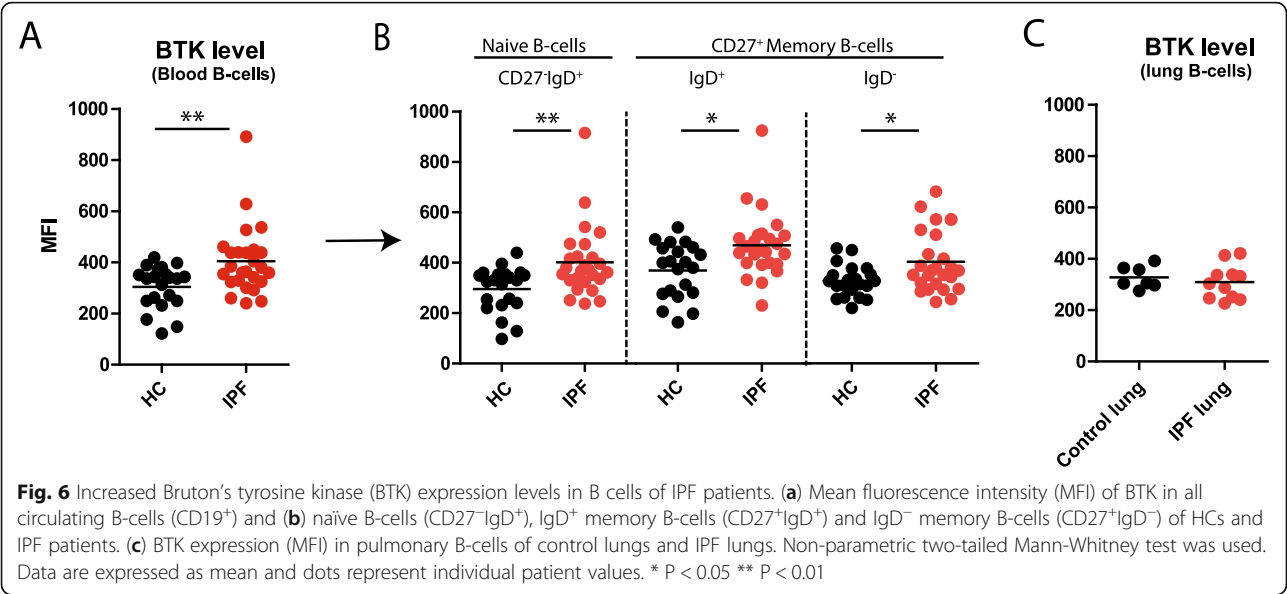 A
BTK level
(Blood B-cells)
MFI
1000
800
600
400
200
0
**
HC
IPF
B
Naive B-cells
CD27⁺Memory B-cells
CD27⁻IgD⁺
IgD⁺
IgD⁻
1000
800
600
400
200
0
**
*
*
HC
IPF
HC
IPF
HC
IPF
C
BTK level
(lung B-cells)
1000
800
600
400
200
0
Control lung
IPF lung
Fig. 6 Increased Bruton's tyrosine kinase (BTK) expression levels in B cells of IPF patients. (a) Mean fluorescence intensity (MFI) of BTK in all
circulating B-cells (CD19⁺) and (b) naïve B-cells (CD27⁻IgD⁺), IgD⁺ memory B-cells (CD27⁺IgD⁺) and IgD⁻ memory B-cells (CD27⁺IgD⁻) of HCs and
IPF patients. (c) BTK expression (MFI) in pulmonary B-cells of control lungs and IPF lungs. Non-parametric two-tailed Mann-Whitney test was used.
Data are expressed as mean and dots represent individual patient values. * P < 0.05 ** P < 0.01